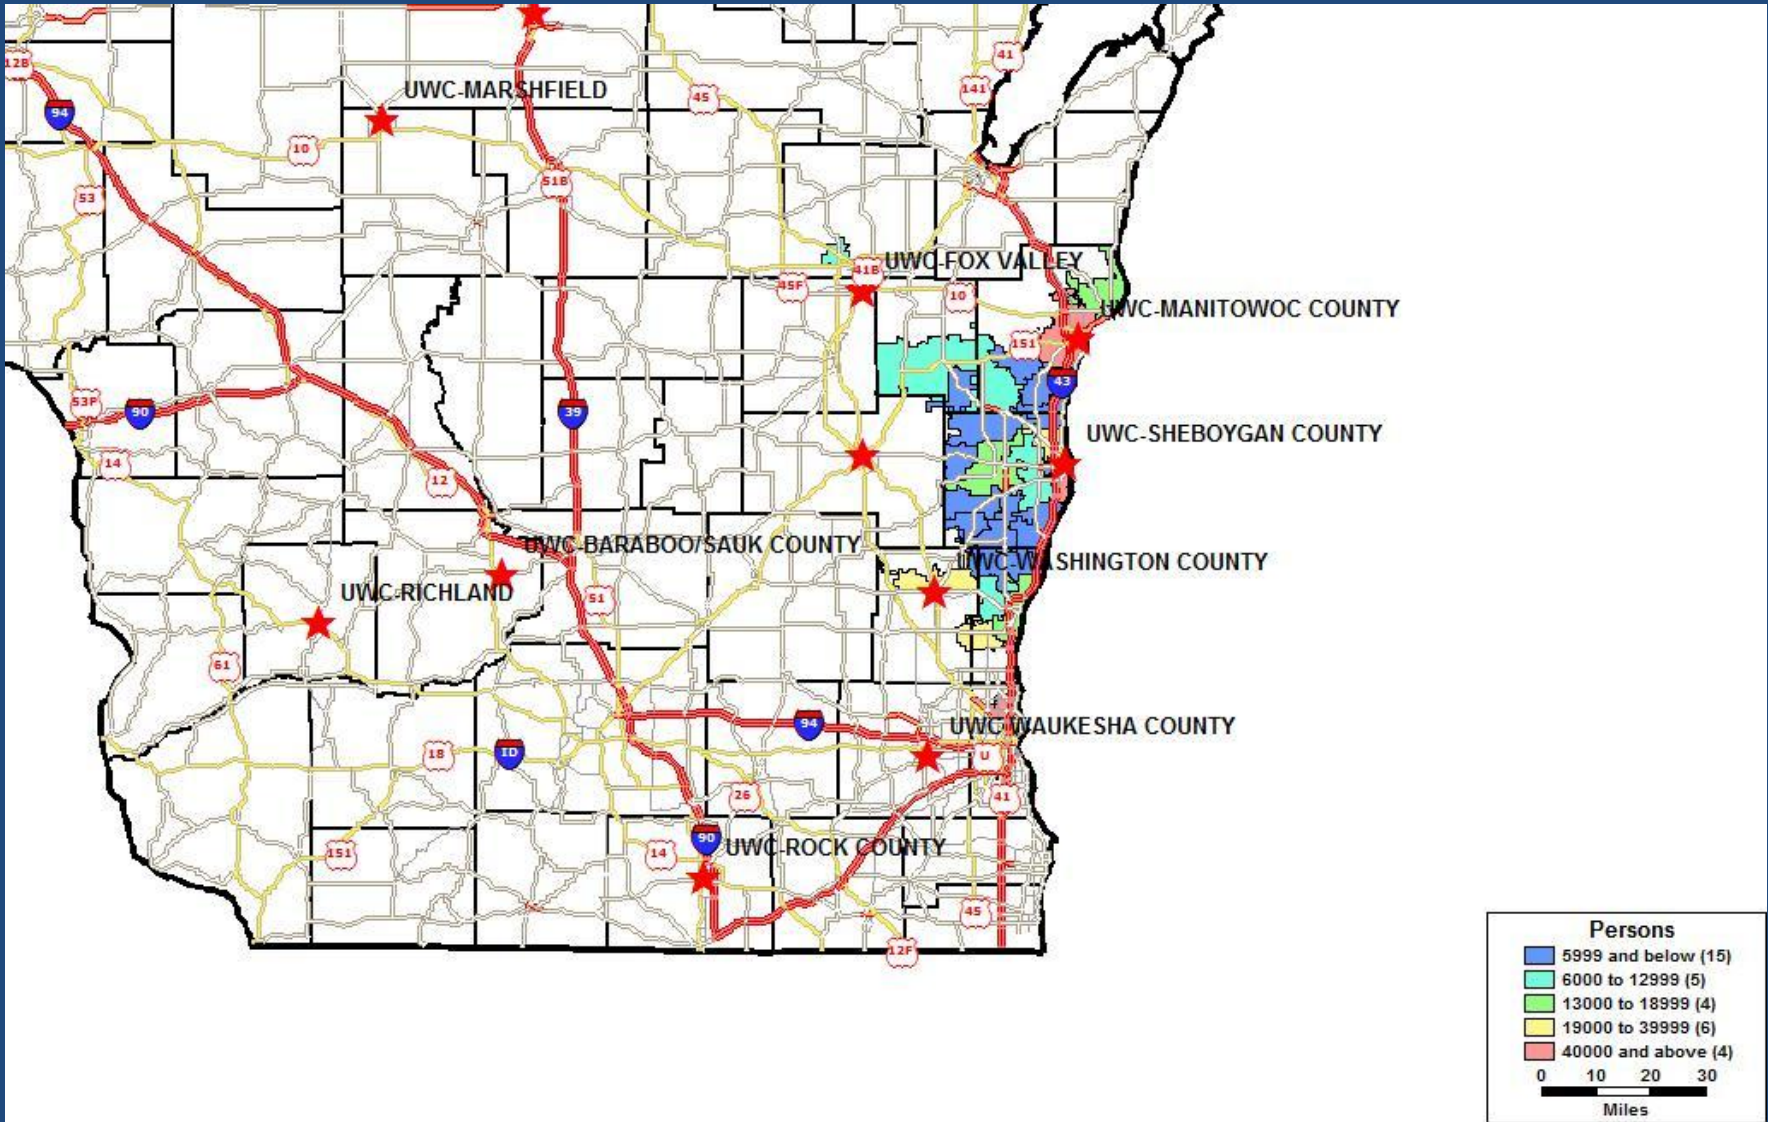 41
12B
141
UWC-MARSHFIELD
45
94
10
51B
53
UWC-FOX VALLEY
41B
45F
10
UWC-MANITOWOC COUNTY
151
43
53P
90
39
UWC-SHEBOYGAN COUNTY
14
12
UWC-BARABOO/SAUK COUNTY
UWC-WASHINGTON COUNTY
UWC-RICHLAND
51
61
UWC-WAUKESHA COUNTY
94
18
ID
U
26
41
90
UWC-ROCK COUNTY
151
14
45
12F
Persons
5999 and below (15)
6000 to 12999 (5)
13000 to 18999 (4)
19000 to 39999 (6)
40000 and above (4)
0 10 20 30
Miles